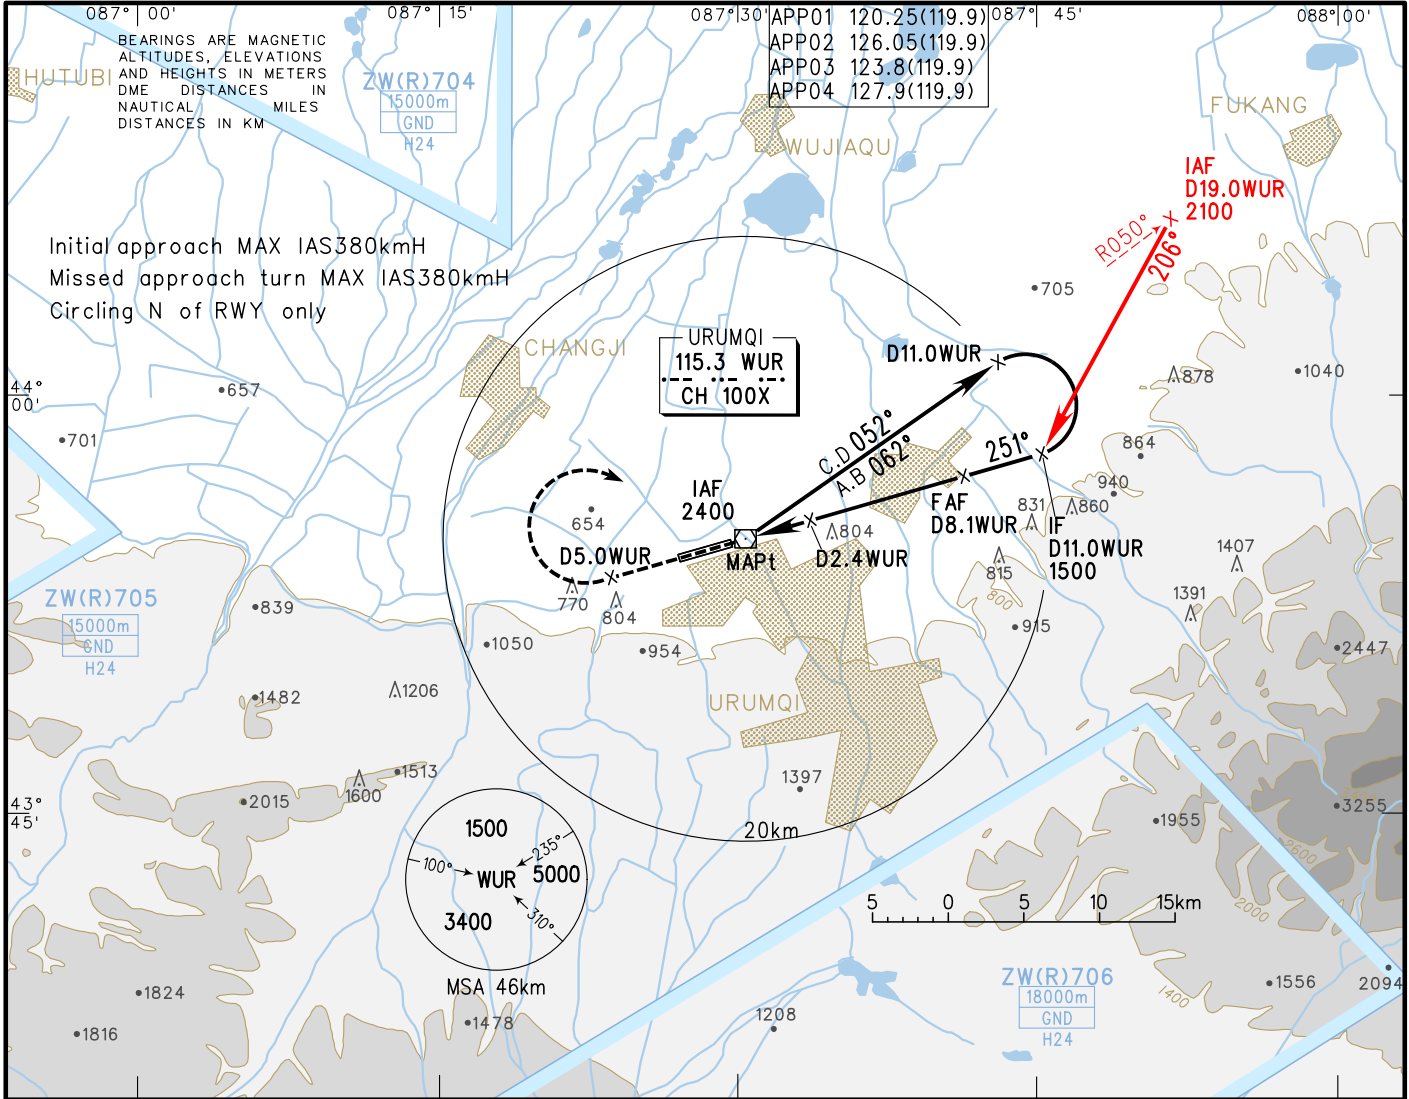 087° 00'
087° 15'
087° 30'
087° 45'
088° 00'
BEARINGS ARE MAGNETIC
ALTITUDES, ELEVATIONS
AND HEIGHTS IN METERS
DME DISTANCES IN
NAUTICAL MILES
DISTANCES IN KM
APP01 120.25(119.9)
APP02 126.05(119.9)
APP03 123.8(119.9)
APP04 127.9(119.9)
HUTUBI
ZW(R)704
15000m
GND
H24
WUJIAQU
FUKANG
IAF
D19.0WUR
2100
R050°
206°
Initial approach MAX IAS380kmH
Missed approach turn MAX IAS380kmH
Circling N of RWY only
705
URUMQI
115.3 WUR
CH 100X
CHANGJI
D11.0WUR
878
1040
44°
00'
657
701
C.D 052°
A.B 062°
251°
864
940
860
831
IAF
2400
FAF
D8.1WUR
IF
D11.0WUR
1500
654
804
D5.0WUR
MAPt
D2.4WUR
815
800
1407
1391
770
804
ZW(R)705
15000m
GND
H24
839
1050
954
915
2447
1482
1206
URUMQI
1513
1600
2015
1397
43°
45'
3255
1955
2600
2000
20km
1500
235°
100°
WUR
5000
310°
3400
MSA 46km
5 0 5 10 15km
ZW(R)706
18000m
GND
H24
1400
1556
2094
1824
1816
1478
1208